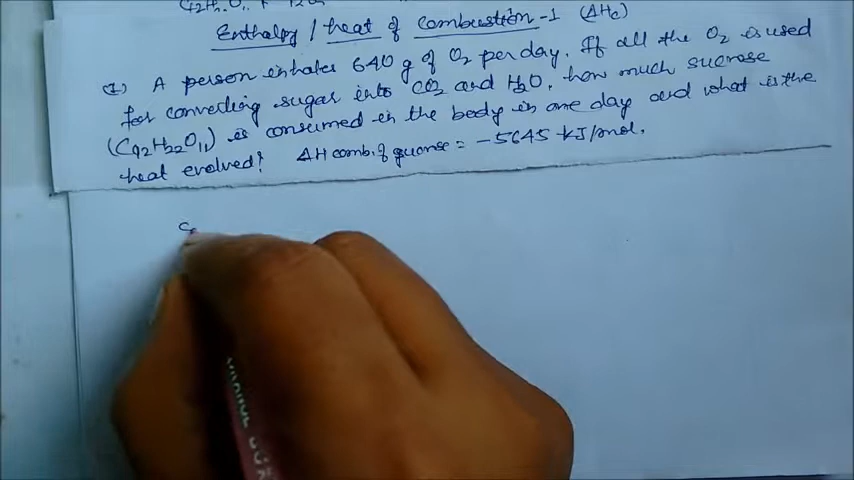 C12H22O11 + 12O2
Enthalpy / heat of combustion-1 (ΔHc)
Q) A person inhales 640 g of O2 per day. If all the O2 is used
for converting sugar into CO2 and H2O, how much sucrose
(C12H22O11) is consumed in the body in one day and what is the
heat evolved? ΔH comb. of sucrose = -5645 kJ/mol.